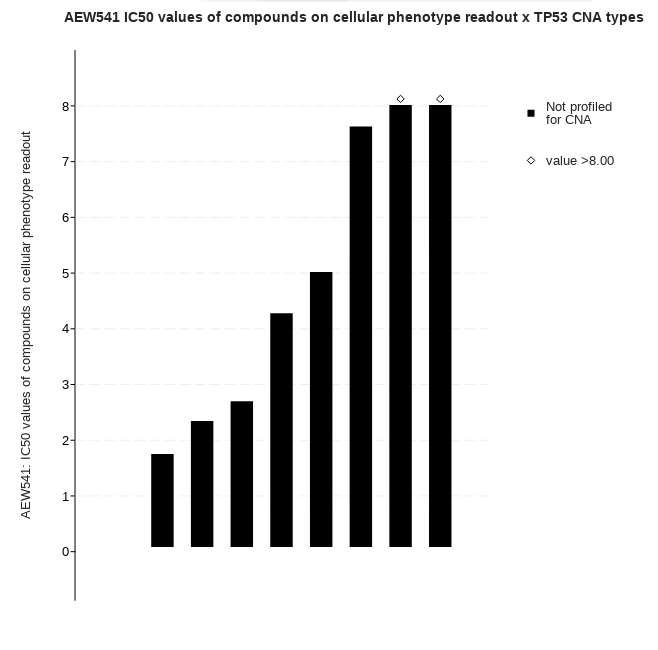 AEW541 IC50 values of compounds on cellular phenotype readout x TP53 CNA types
AEW541: IC50 values of compounds on cellular phenotype readout
8
7
6
5
4
3
2
1
0
Not profiled
for CNA
value >8.00